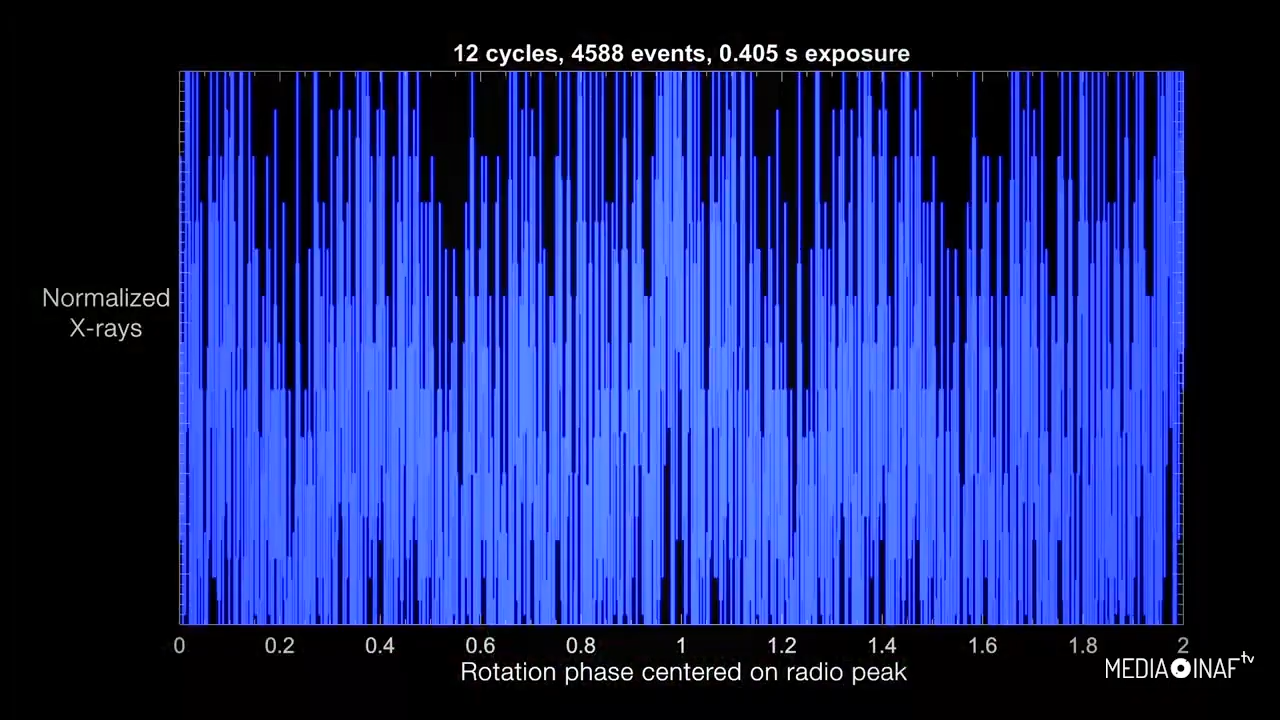 12 cycles, 4588 events, 0.405 s exposure
Normalized
X-rays
0 0.2 0.4 0.6 0.8 1 1.2 1.4 1.6 1.8 2
Rotation phase centered on radio peak
MEDIA INAF tv